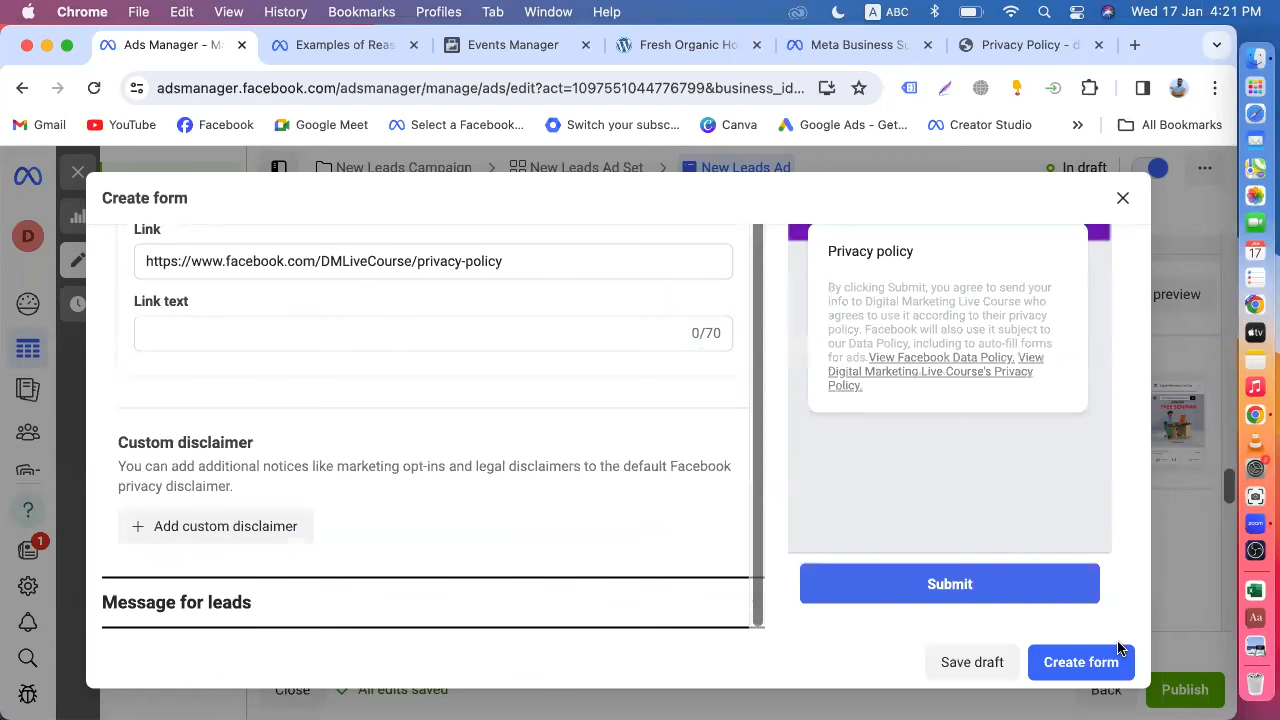 Chrome File Edit View History Bookmarks Profiles Tab Window Help A ABC Wed 17 Jan 4:21 PM
Ads Manager - M Examples of Reas Events Manager Fresh Organic Ho Meta Business Su Privacy Policy - d
adsmanager.facebook.com/adsmanager/manage/ads/edit?act=1097551044776799&business_id...
Gmail YouTube Facebook Google Meet Select a Facebook... Switch your subsc... Canva Google Ads - Get... Creator Studio » All Bookmarks
New Leads Campaign New Leads Ad Set New Leads Ad In draft
Create form
Link
https://www.facebook.com/DMLiveCourse/privacy-policy
Link text
0/70
Custom disclaimer
You can add additional notices like marketing opt-ins and legal disclaimers to the default Facebook
privacy disclaimer.
+ Add custom disclaimer
Message for leads
Privacy policy
By clicking Submit, you agree to send your
info to Digital Marketing Live Course who
agrees to use it according to their privacy
policy. Facebook will also use it subject to
our Data Policy, including to auto-fill forms
for ads. View Facebook Data Policy. View
Digital Marketing Live Course's Privacy
Policy.
Submit
Save draft Create form
preview
D
1
Close All edits saved Back Publish
JAN
17
tv
zoom
Aa